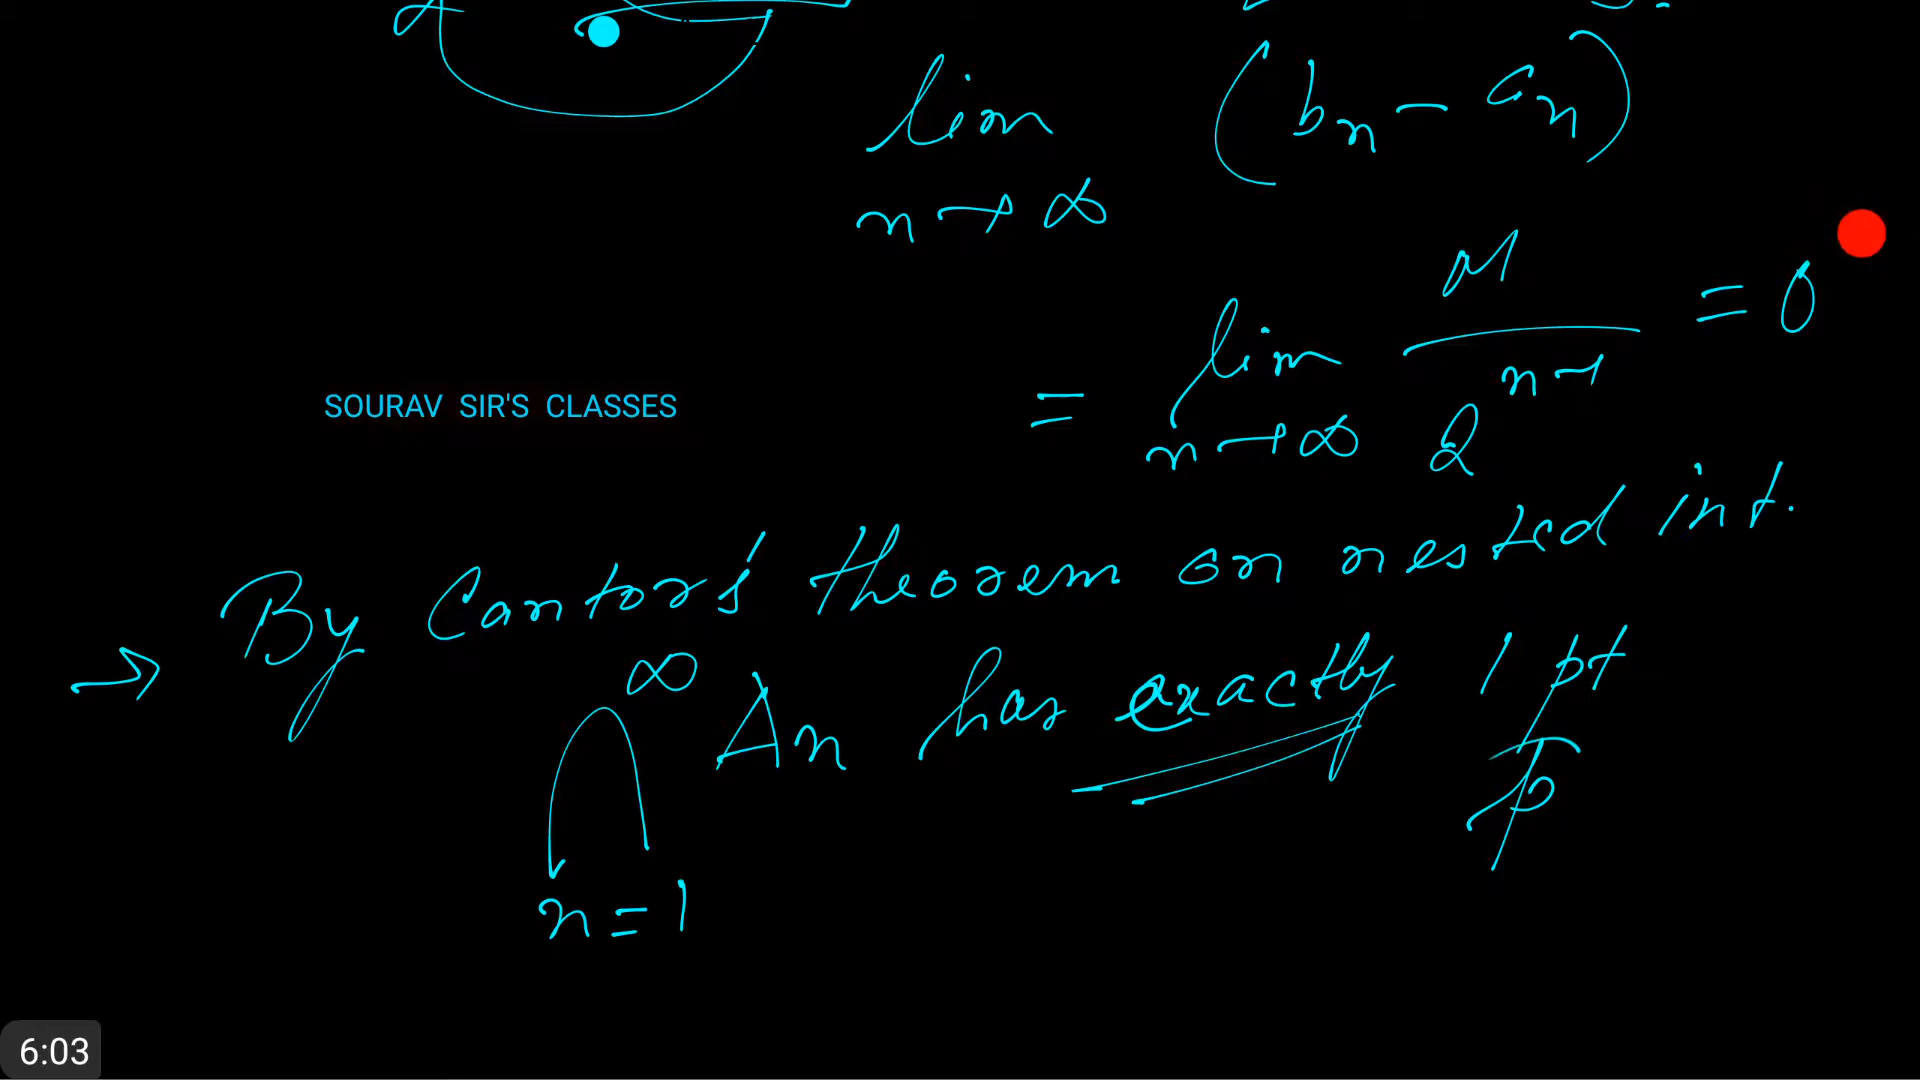 lim (bn - an)
n→∞
= lim M/2^(n-1) = 0
n→∞
SOURAV SIR'S CLASSES
→ By Cantor's theorem on nested int.
∞
∩ An has exactly 1 pt
n=1
p
6:03